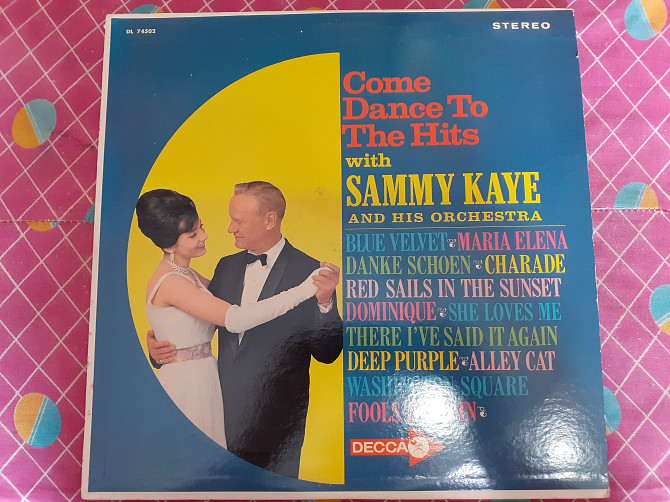 DL 74502
STEREO
Come
Dance To
The Hits
with
SAMMY KAYE
AND HIS ORCHESTRA
BLUE VELVET MARIA ELENA
DANKE SCHOEN CHARADE
RED SAILS IN THE SUNSET
DOMINIQUE SHE LOVES ME
THERE I'VE SAID IT AGAIN
DEEP PURPLE ALLEY CAT
WASHINGTON SQUARE
FOOLS
DECCA